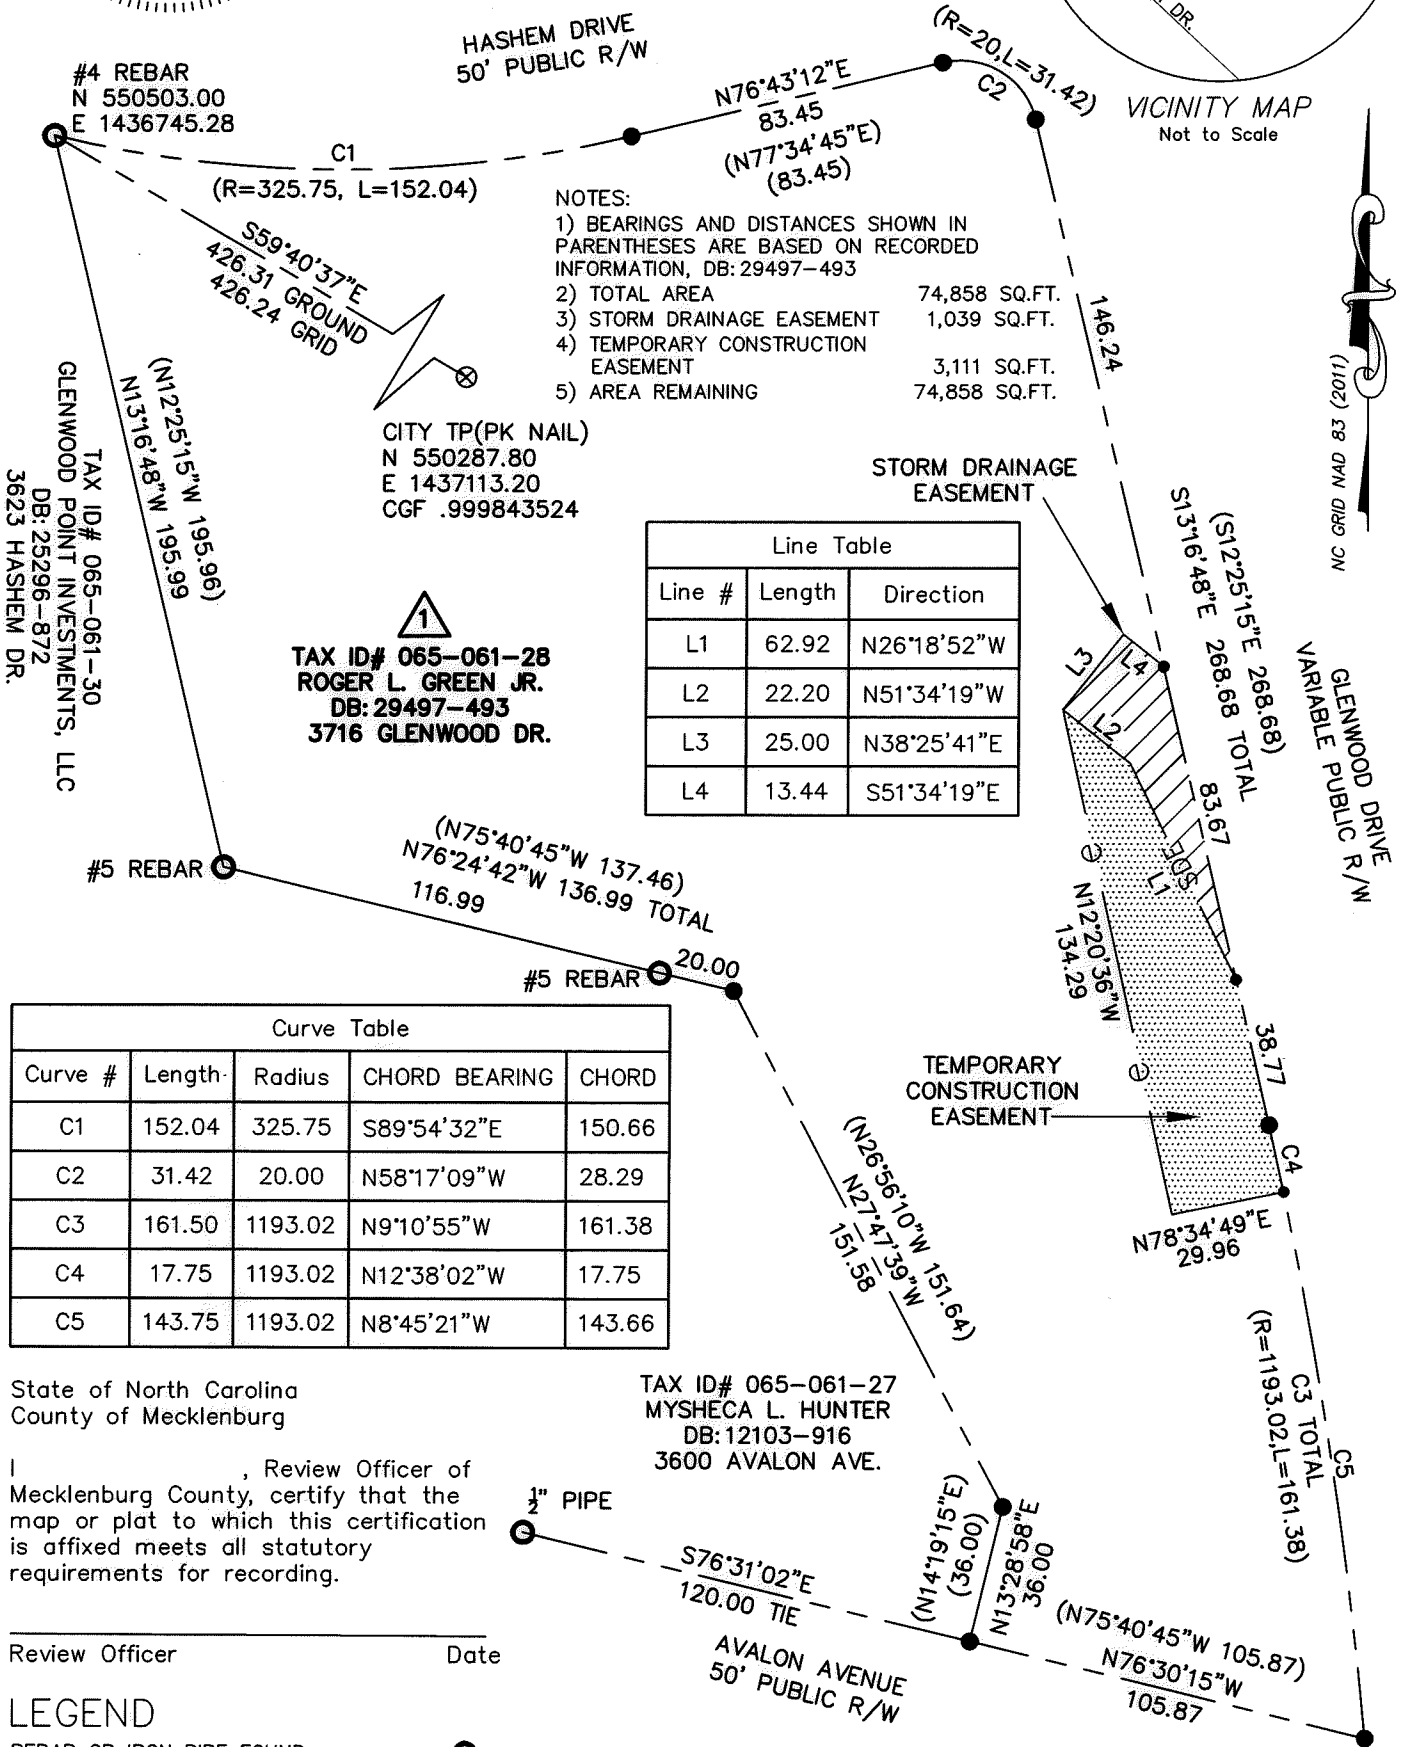 HASHEM DRIVE
50' PUBLIC R/W
DR.
VICINITY MAP
Not to Scale
#4 REBAR
N 550503.00
E 1436745.28
C1
(R=325.75, L=152.04)
N76°43'12"E
83.45
(N77°34'45"E)
(83.45)
(R=20,L=31.42)
C2
S59°40'37"E
426.31 GROUND
426.24 GRID
NOTES:
1) BEARINGS AND DISTANCES SHOWN IN
PARENTHESES ARE BASED ON RECORDED
INFORMATION, DB:29497-493
2) TOTAL AREA 74,858 SQ.FT.
3) STORM DRAINAGE EASEMENT 1,039 SQ.FT.
4) TEMPORARY CONSTRUCTION
EASEMENT 3,111 SQ.FT.
5) AREA REMAINING 74,858 SQ.FT.
146.24
NC GRID NAD 83 (2011)
CITY TP(PK NAIL)
N 550287.80
E 1437113.20
CGF .999843524
(N12°25'15"W 195.96)
N13°16'48"W 195.99
TAX ID# 065-061-30
GLENWOOD POINT INVESTMENTS, LLC
DB:25296-872
3623 HASHEM DR.
1
TAX ID# 065-061-28
ROGER L. GREEN JR.
DB:29497-493
3716 GLENWOOD DR.
STORM DRAINAGE
EASEMENT
Line Table
Line # Length Direction
L1 62.92 N26°18'52"W
L2 22.20 N51°34'19"W
L3 25.00 N38°25'41"E
L4 13.44 S51°34'19"E
L3
L4
L2
(S12°25'15"E 268.68)
S13°16'48"E 268.68 TOTAL
GLENWOOD DRIVE
VARIABLE PUBLIC R/W
83.67
SDE
L1
e
N12°20'36"W
134.29
e
#5 REBAR
(N75°40'45"W 137.46)
N76°24'42"W 136.99 TOTAL
116.99
#5 REBAR
20.00
38.77
TEMPORARY
CONSTRUCTION
EASEMENT
C4
N78°34'49"E
29.96
Curve Table
Curve # Length Radius CHORD BEARING CHORD
C1 152.04 325.75 S89°54'32"E 150.66
C2 31.42 20.00 N58°17'09"W 28.29
C3 161.50 1193.02 N9°10'55"W 161.38
C4 17.75 1193.02 N12°38'02"W 17.75
C5 143.75 1193.02 N8°45'21"W 143.66
(N26°56'10"W 151.64)
N27°47'39"W
151.58
C5
C3 TOTAL
(R=1193.02,L=161.38)
State of North Carolina
County of Mecklenburg
I , Review Officer of
Mecklenburg County, certify that the
map or plat to which this certification
is affixed meets all statutory
requirements for recording.
Review Officer Date
TAX ID# 065-061-27
MYSHECA L. HUNTER
DB:12103-916
3600 AVALON AVE.
½" PIPE
S76°31'02"E
120.00 TIE
(N14°19'15"E)
(36.00)
N13°28'58"E
36.00
AVALON AVENUE
50' PUBLIC R/W
(N75°40'45"W 105.87)
N76°30'15"W
105.87
LEGEND
REBAR OR IRON PIPE FOUND